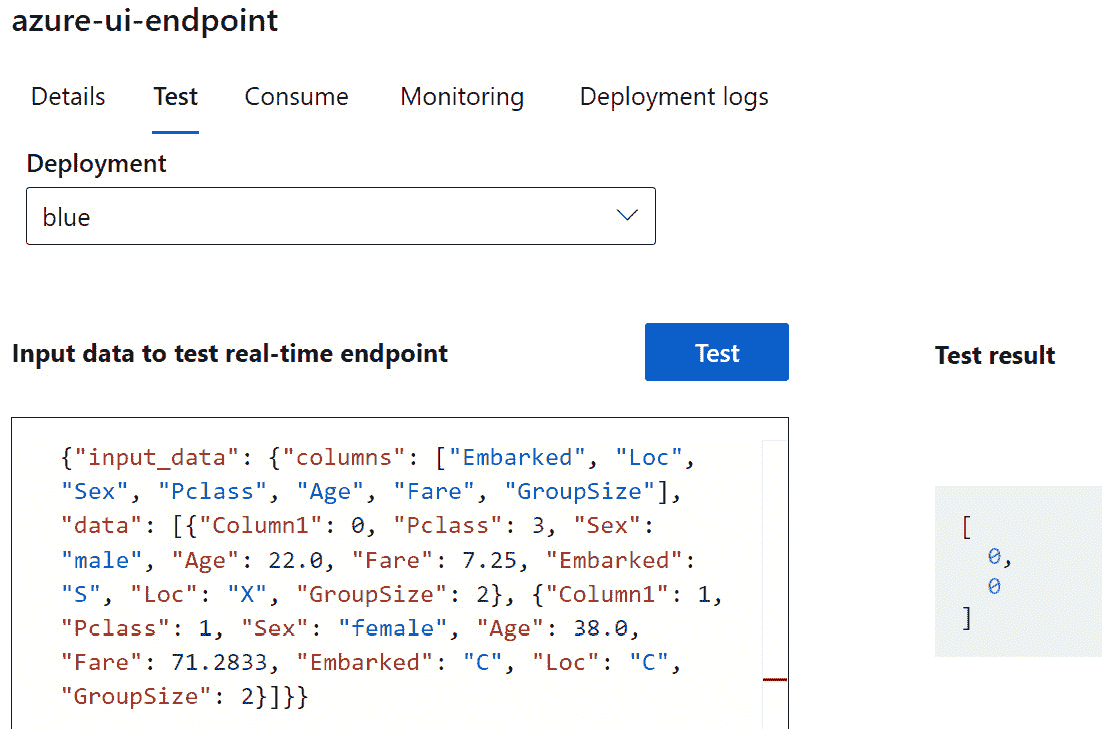 azure-ui-endpoint
Details Test Consume Monitoring Deployment logs
Deployment
blue
Input data to test real-time endpoint
Test
Test result
{"input_data": {"columns": ["Embarked", "Loc",
"Sex", "Pclass", "Age", "Fare", "GroupSize"],
"data": [{"Column1": 0, "Pclass": 3, "Sex":
"male", "Age": 22.0, "Fare": 7.25, "Embarked":
"S", "Loc": "X", "GroupSize": 2}, {"Column1": 1,
"Pclass": 1, "Sex": "female", "Age": 38.0,
"Fare": 71.2833, "Embarked": "C", "Loc": "C",
"GroupSize": 2}]}}
[
0,
0
]